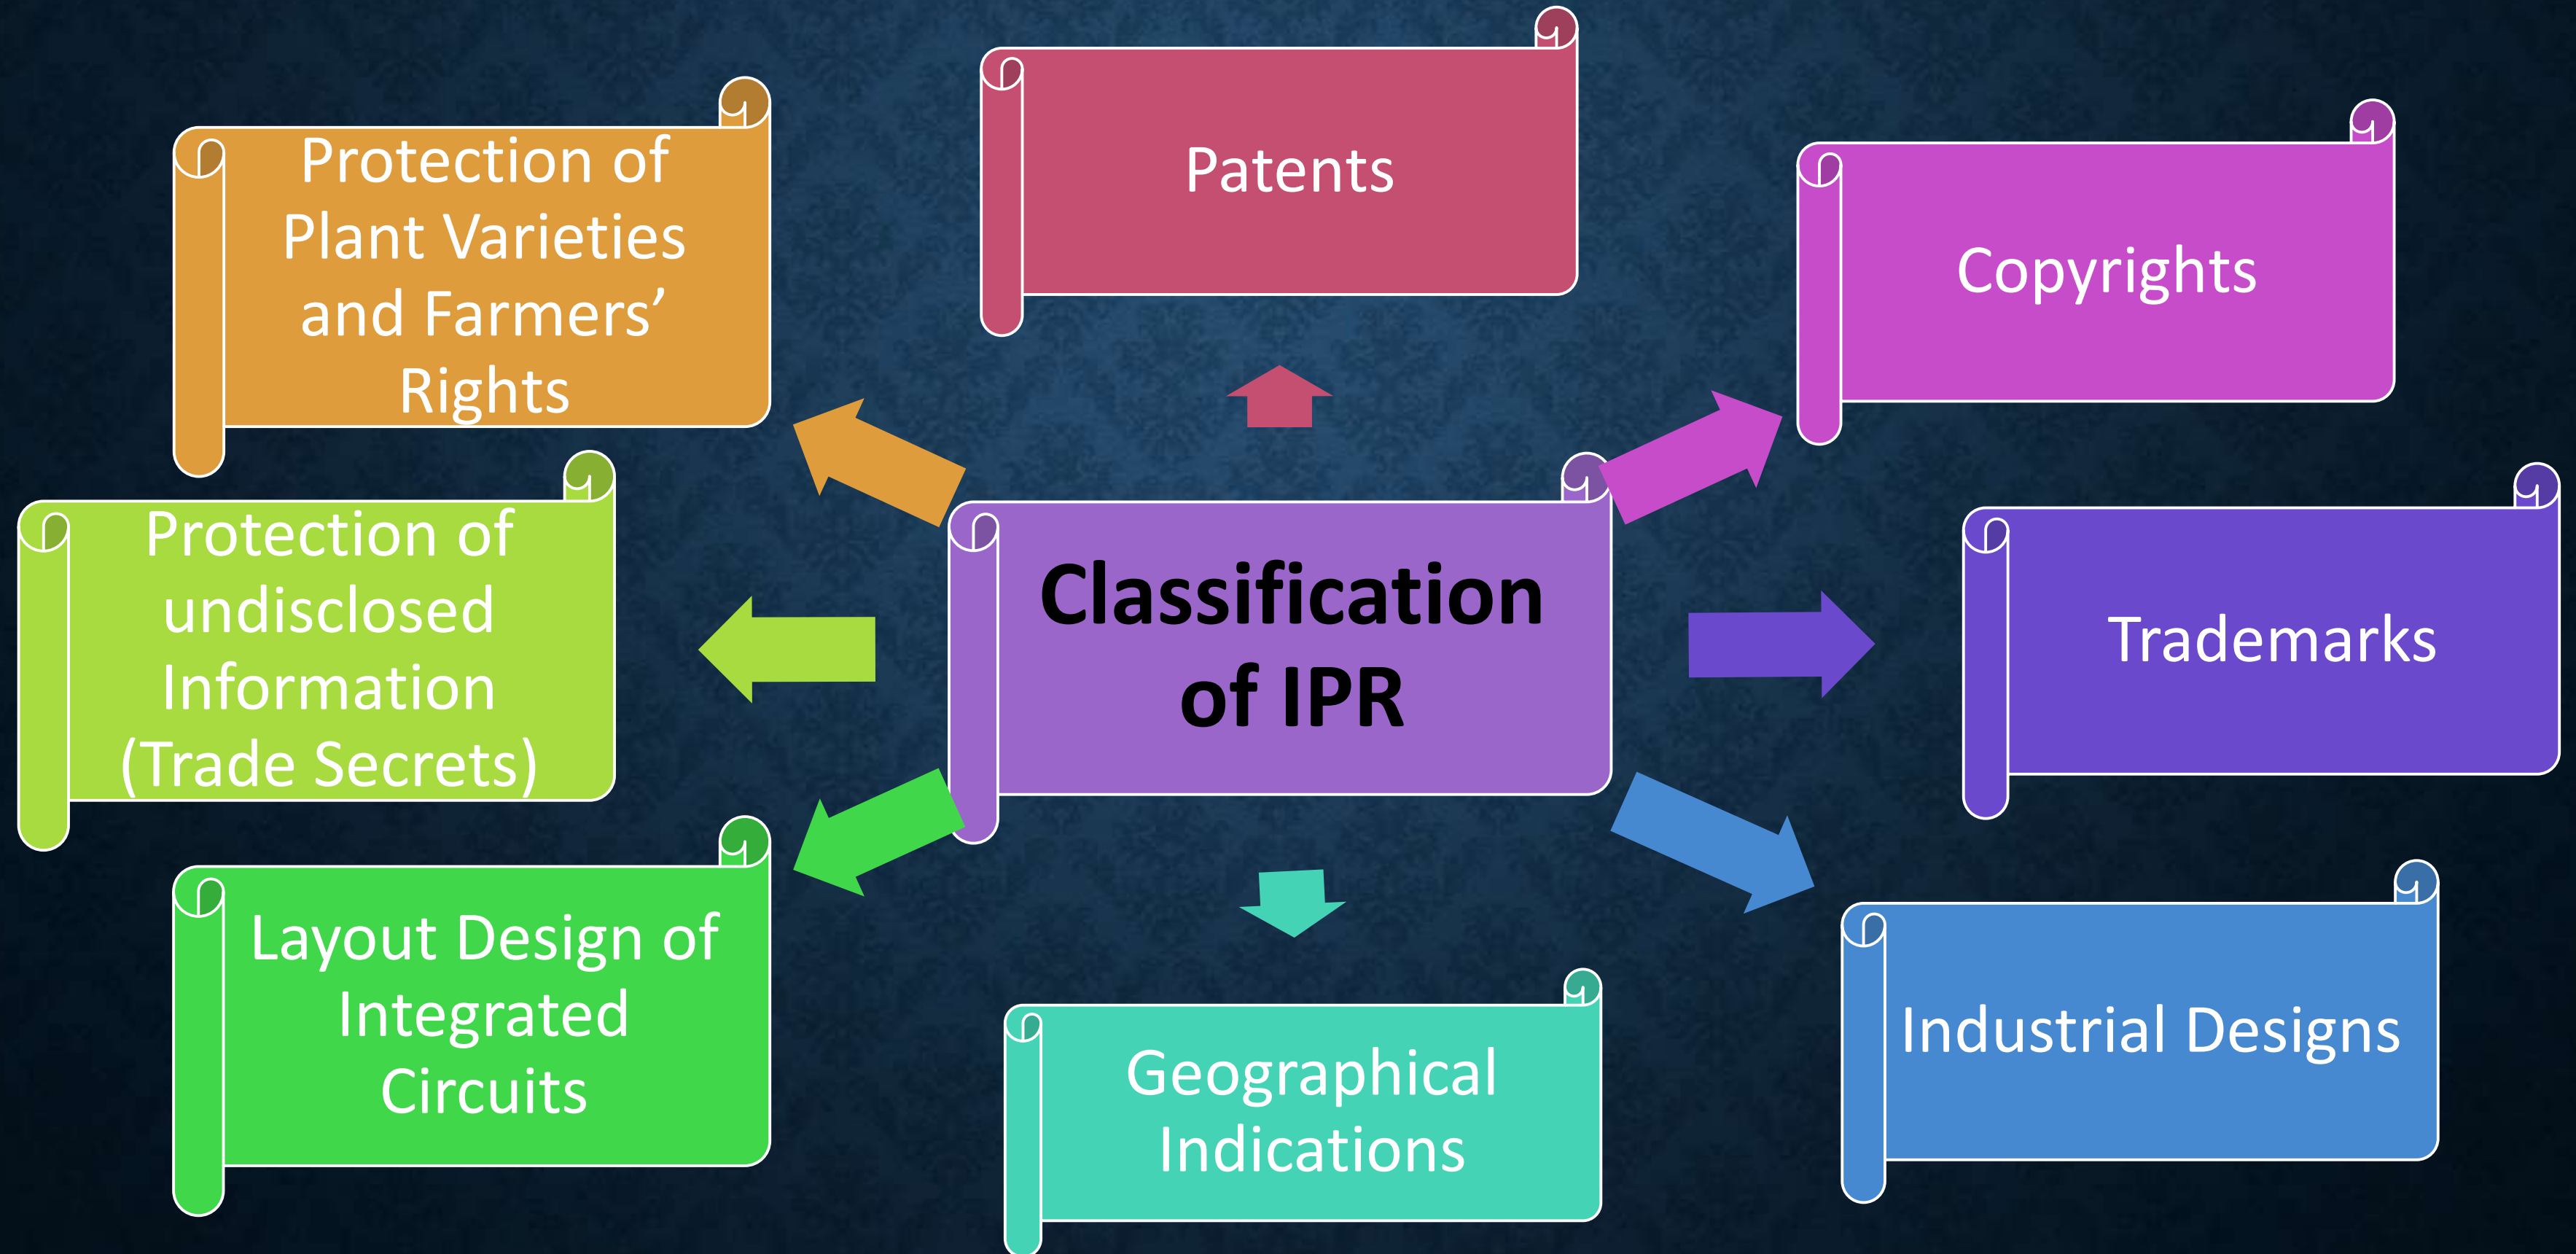 Patents
Copyrights
Trademarks
Industrial Designs
Geographical
Indications
Layout Design of
Integrated
Circuits
Protection of
undisclosed
Information
(Trade Secrets)
Protection of
Plant Varieties
and Farmers’
Rights
Classification
of IPR